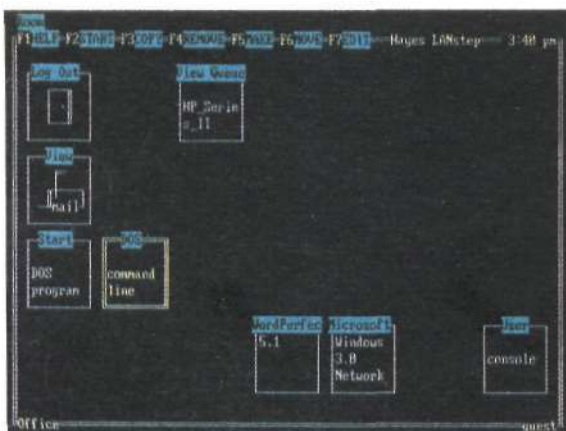 Room
F1HELP F2START F3COPY F4REMOVE F5MAKE F6MOVE F7EDIT Hayes LANstep 3:40 pm
Log Out
View Queue
HP_Serie
s_II
View
mail
Start
DOS
program
DOS
command
line
WordPerfec
5.1
Microsoft
Windows
3.0
Network
User
console
Office
guest